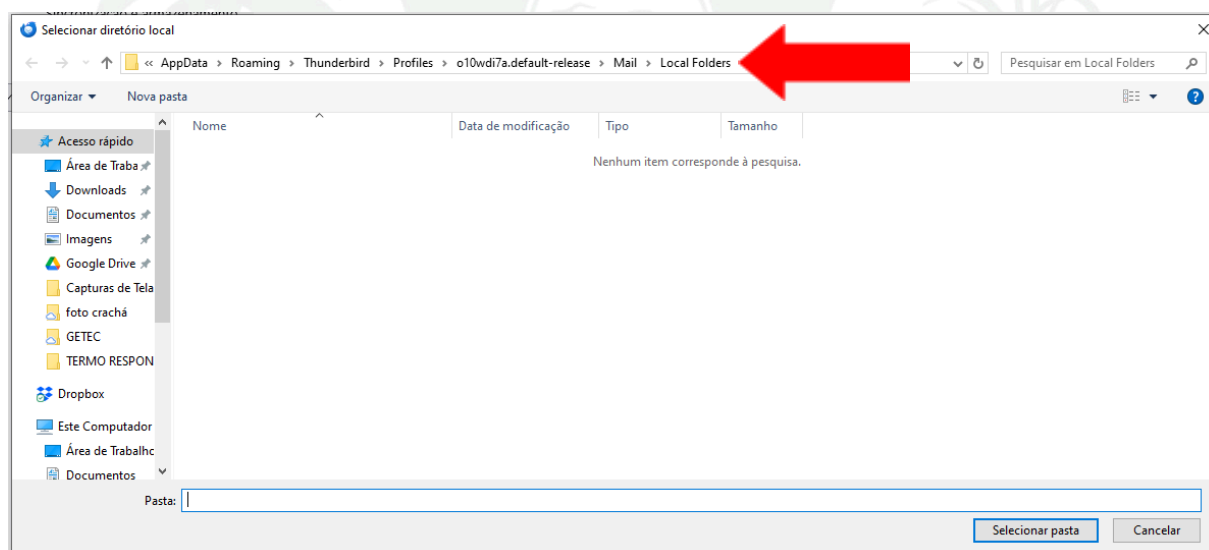 Sincronização e armazenamento
Selecionar diretório local
« AppData > Roaming > Thunderbird > Profiles > o10wdi7a.default-release > Mail > Local Folders
Pesquisar em Local Folders
Organizar
Nova pasta
Nome
Data de modificação
Tipo
Tamanho
Nenhum item corresponde à pesquisa.
Acesso rápido
Área de Traba
Downloads
Documentos
Imagens
Google Drive
Capturas de Tela
foto crachá
GETEC
TERMO RESPON
Dropbox
Este Computador
Área de Trabalhc
Documentos
Pasta:
Selecionar pasta
Cancelar